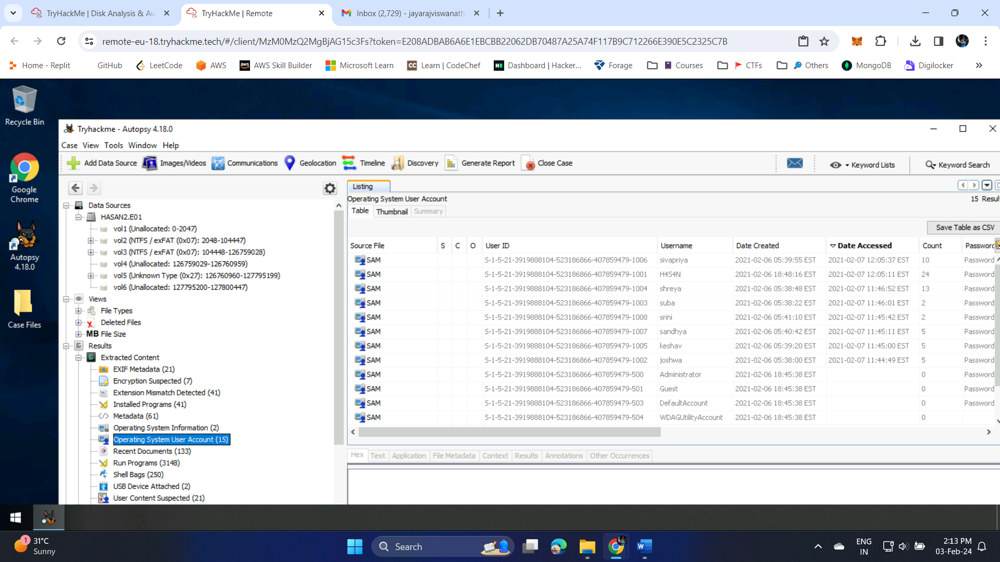 TryHackMe | Disk Analysis & Au
TryHackMe | Remote
Inbox (2,729) - jayarajviswanath
remote-eu-18.tryhackme.tech/#/client/MzM0MzQ2MgBjAG15c3Fs?token=E208ADBAB6A6E1EBCBB22062DB70487A25A74F117B9C712266E390E5C2325C7B
Home - Replit GitHub LeetCode AWS AWS Skill Builder Microsoft Learn Learn | CodeChef Dashboard | Hacker... Forage Courses CTFs Others MongoDB Digilocker
Recycle Bin
Google
Chrome
Autopsy
4.18.0
Case Files
Tryhackme - Autopsy 4.18.0
Case View Tools Window Help
Add Data Source Images/Videos Communications Geolocation Timeline Discovery Generate Report Close Case Keyword Lists Keyword Search
Data Sources
HASAN2.E01
vol1 (Unallocated: 0-2047)
vol2 (NTFS / exFAT (0x07): 2048-104447)
vol3 (NTFS / exFAT (0x07): 104448-126759028)
vol4 (Unallocated: 126759029-126760959)
vol5 (Unknown Type (0x27): 126760960-127795199)
vol6 (Unallocated: 127795200-127800447)
Views
File Types
Deleted Files
MB File Size
Results
Extracted Content
EXIF Metadata (21)
Encryption Suspected (7)
Extension Mismatch Detected (41)
Installed Programs (41)
Metadata (61)
Operating System Information (2)
Operating System User Account (15)
Recent Documents (133)
Run Programs (3148)
Shell Bags (250)
USB Device Attached (2)
User Content Suspected (21)
Listing
Operating System User Account 15 Result
Table Thumbnail Summary
Save Table as CSV
Source File S C O User ID Username Date Created Date Accessed Count Password
SAM S-1-5-21-3919888104-523186866-407859479-1006 sivapriya 2021-02-06 05:39:55 EST 2021-02-07 12:05:37 EST 10 Password
SAM S-1-5-21-3919888104-523186866-407859479-1001 H4S4N 2021-02-06 18:48:16 EST 2021-02-07 12:05:11 EST 24 Password
SAM S-1-5-21-3919888104-523186866-407859479-1004 shreya 2021-02-06 05:38:48 EST 2021-02-07 11:46:52 EST 13 Password
SAM S-1-5-21-3919888104-523186866-407859479-1003 suba 2021-02-06 05:38:22 EST 2021-02-07 11:46:01 EST 2 Password
SAM S-1-5-21-3919888104-523186866-407859479-1008 srini 2021-02-06 05:41:10 EST 2021-02-07 11:45:42 EST 2 Password
SAM S-1-5-21-3919888104-523186866-407859479-1007 sandhya 2021-02-06 05:40:42 EST 2021-02-07 11:45:11 EST 5 Password
SAM S-1-5-21-3919888104-523186866-407859479-1005 keshav 2021-02-06 05:39:20 EST 2021-02-07 11:45:00 EST 5 Password
SAM S-1-5-21-3919888104-523186866-407859479-1002 joshwa 2021-02-06 05:38:00 EST 2021-02-07 11:44:49 EST 5 Password
SAM S-1-5-21-3919888104-523186866-407859479-500 Administrator 2021-02-06 18:45:38 EST 0 Password
SAM S-1-5-21-3919888104-523186866-407859479-501 Guest 2021-02-06 18:45:38 EST 0 Password
SAM S-1-5-21-3919888104-523186866-407859479-503 DefaultAccount 2021-02-06 18:45:38 EST 0 Password
SAM S-1-5-21-3919888104-523186866-407859479-504 WDAGUtilityAccount 2021-02-06 18:45:38 EST 0
Hex Text Application File Metadata Context Results Annotations Other Occurrences
1
31°C
Sunny
Search
ENG
IN
2:13 PM
03-Feb-24